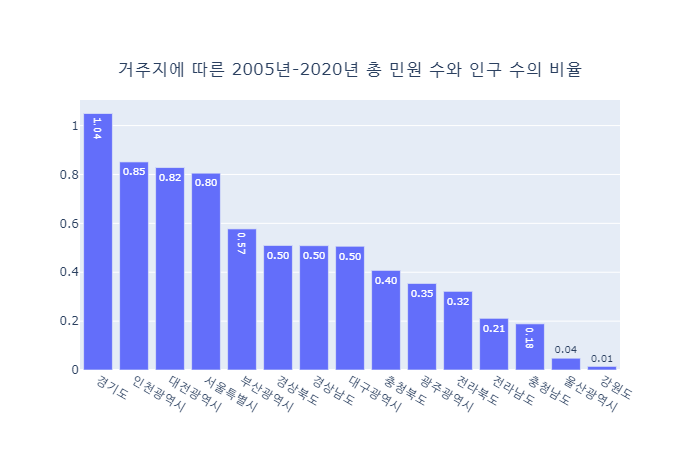 거주지에 따른 2005년-2020년 총 민원 수와 인구 수의 비율
1
0.8
0.6
0.4
0.2
0
1.04
0.85
0.82
0.80
0.57
0.50
0.50
0.50
0.40
0.35
0.32
0.21
0.18
0.04
0.01
경기도
인천광역시
대전광역시
서울특별시
부산광역시
경상북도
경상남도
대구광역시
충청북도
광주광역시
전라북도
전라남도
충청남도
울산광역시
강원도